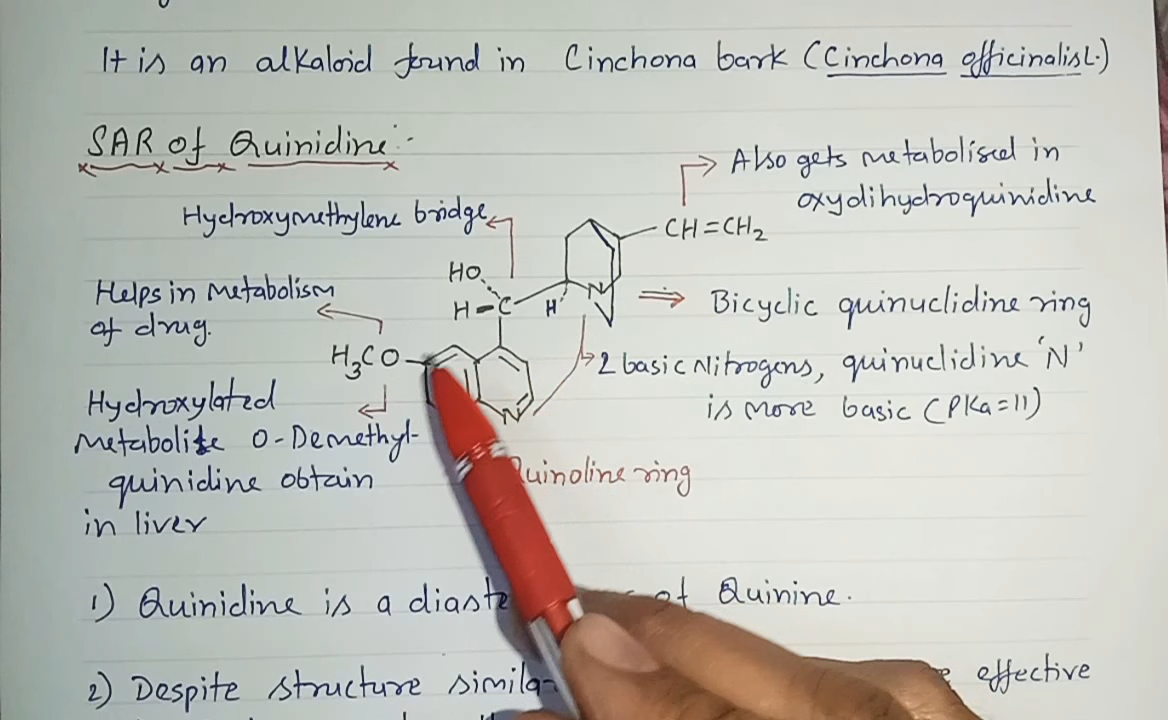 It is an alkaloid found in Cinchona bark (Cinchona officinalis L.)
SAR of Quinidine:-
Also gets metabolised in
oxydihydroquinidine
Hydroxymethylene bridge
CH=CH₂
HO
Helps in Metabolism
of drug.
H-C
H
N
Bicyclic quinuclidine ring
H₃CO
2 basic Nitrogens, quinuclidine 'N'
is more basic (PKa=11)
N
Hydroxylated
Metabolite O-Demethyl-
quinidine obtain
in liver
Quinoline ring
1) Quinidine is a of Quinine.
2) Despite structure effective